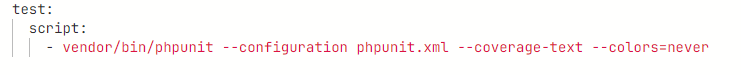 test:
script:
- vendor/bin/phpunit --configuration phpunit.xml --coverage-text --colors=never